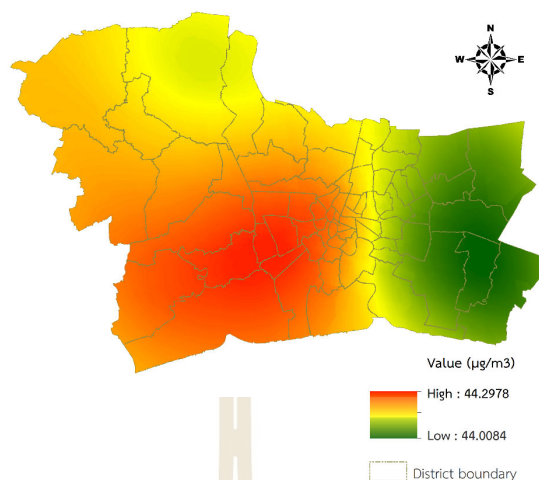 N
W E
S
Value (µg/m3)
High : 44.2978
Low : 44.0084
District boundary